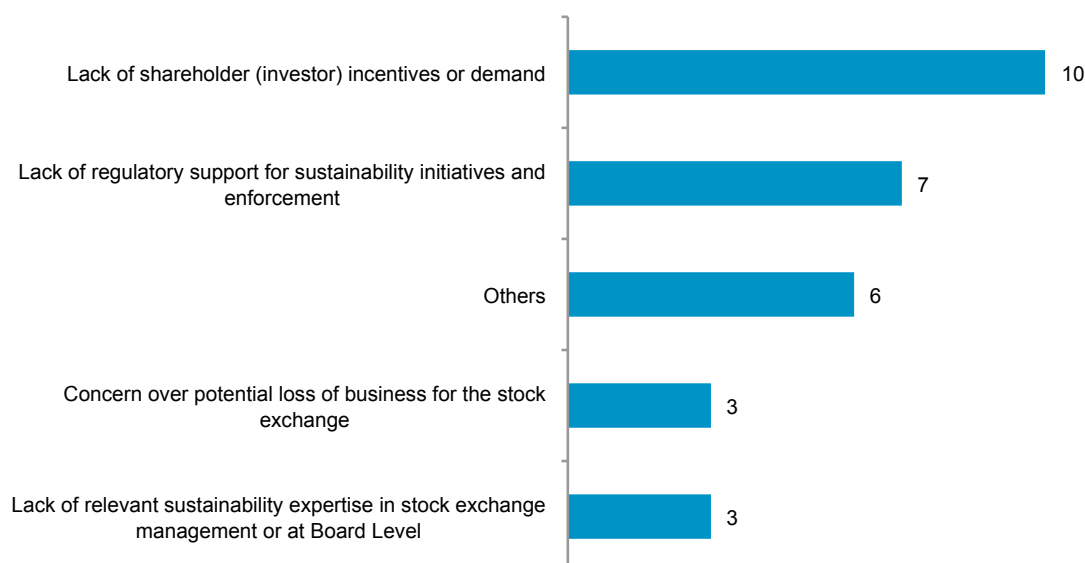 Lack of shareholder (investor) incentives or demand
10
Lack of regulatory support for sustainability initiatives and
enforcement
7
Others
6
Concern over potential loss of business for the stock
exchange
3
Lack of relevant sustainability expertise in stock exchange
management or at Board Level
3